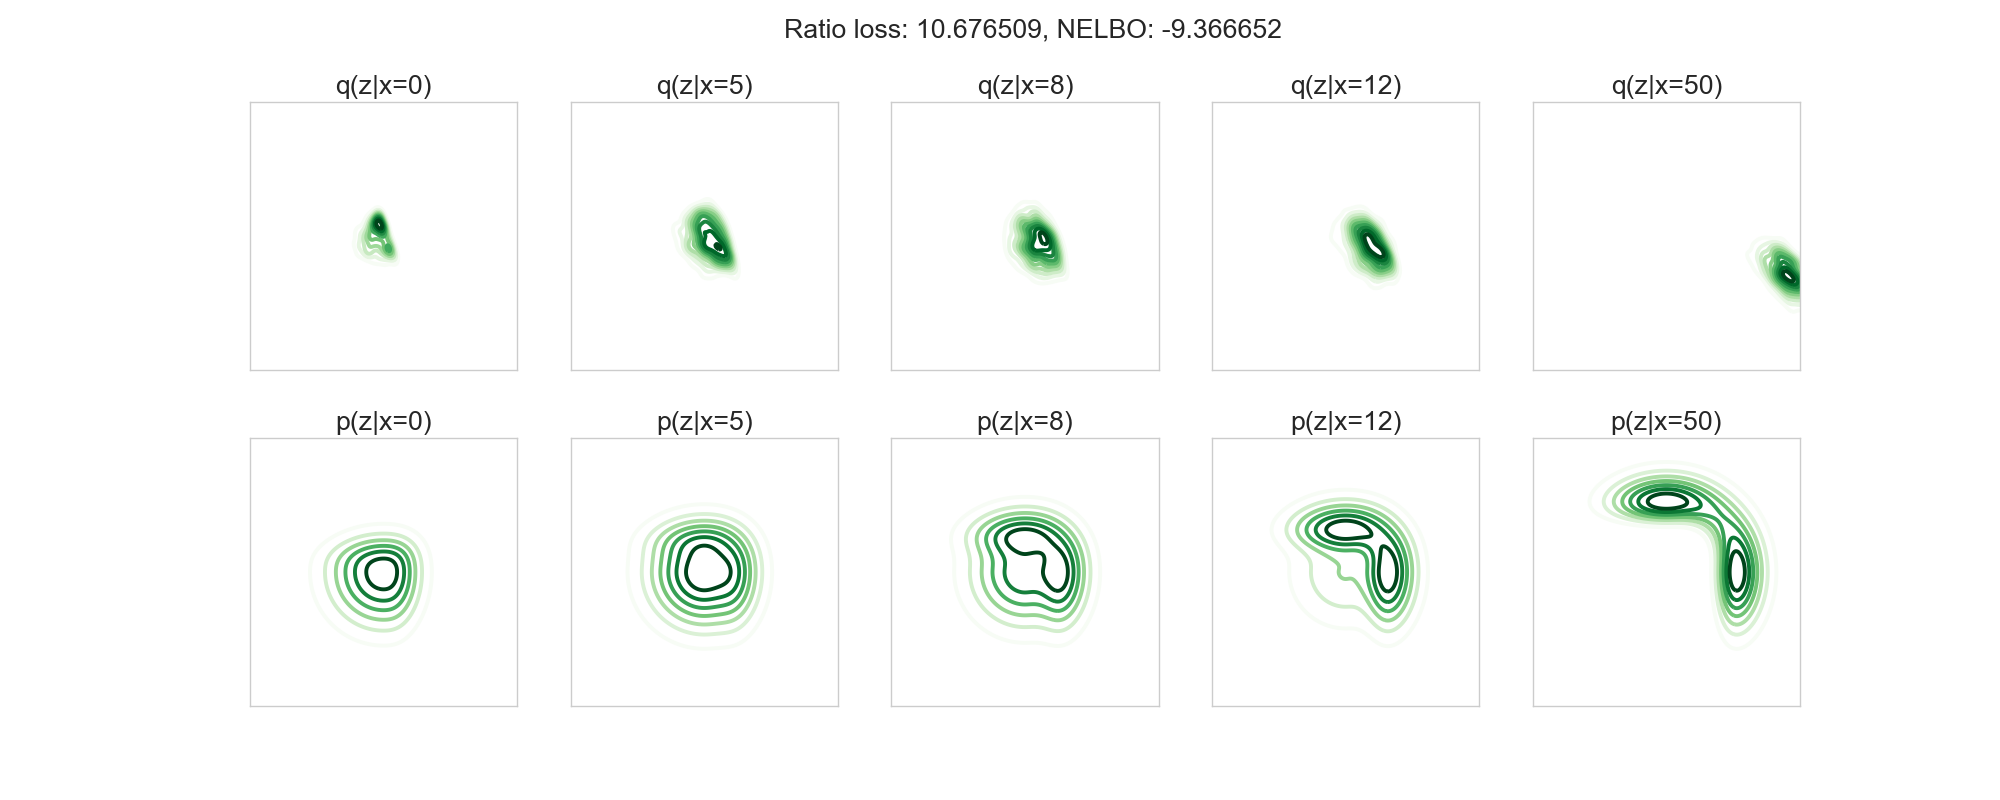 Ratio loss: 10.676509, NELBO: -9.366652
q(z|x=0) q(z|x=5) q(z|x=8) q(z|x=12) q(z|x=50)
p(z|x=0) p(z|x=5) p(z|x=8) p(z|x=12) p(z|x=50)